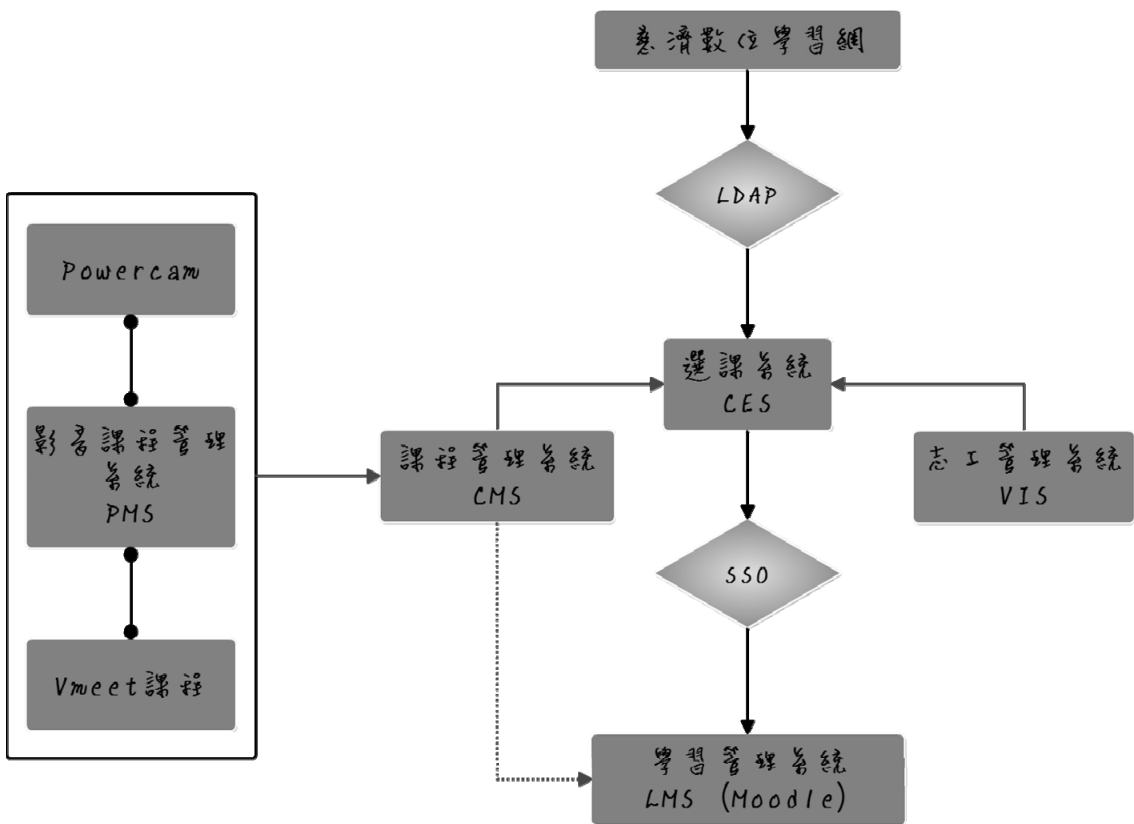 慈濟數位學習網
LDAP
Powercam
影音課程管理
系統
PMS
Vmeet課程
課程管理系統
CMS
選課系統
CES
志工管理系統
VIS
SSO
學習管理系統
LMS (Moodle)